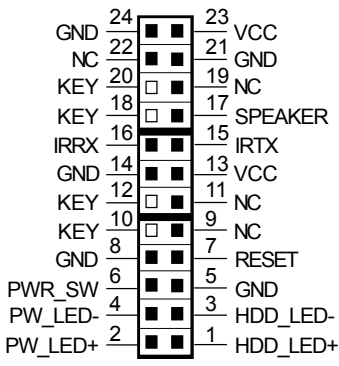 GND 24 23 VCC
NC 22 21 GND
KEY 20 19 NC
KEY 18 17 SPEAKER
IRRX 16 15 IRTX
GND 14 13 VCC
KEY 12 11 NC
KEY 10 9 NC
GND 8 7 RESET
PWR_SW 6 5 GND
PW_LED- 4 3 HDD_LED-
PW_LED+ 2 1 HDD_LED+